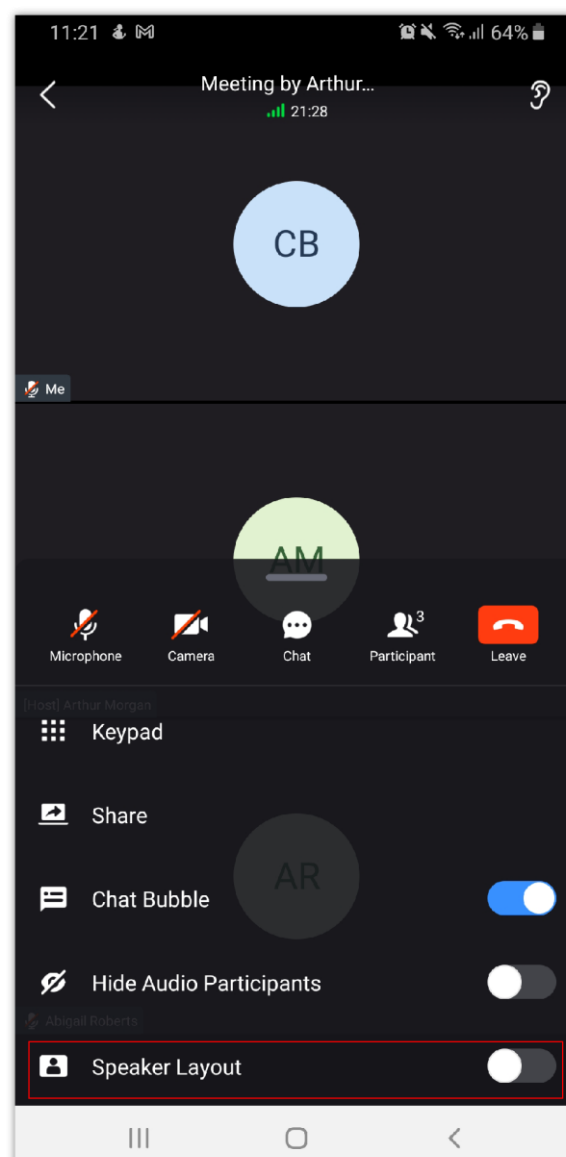 11:21 64%
Meeting by Arthur...
21:28
CB
Me
AM
3
Microphone Camera Chat Participant Leave
[Host] Arthur Morgan
Keypad
Share
AR
Chat Bubble
Hide Audio Participants
Abigail Roberts
Speaker Layout